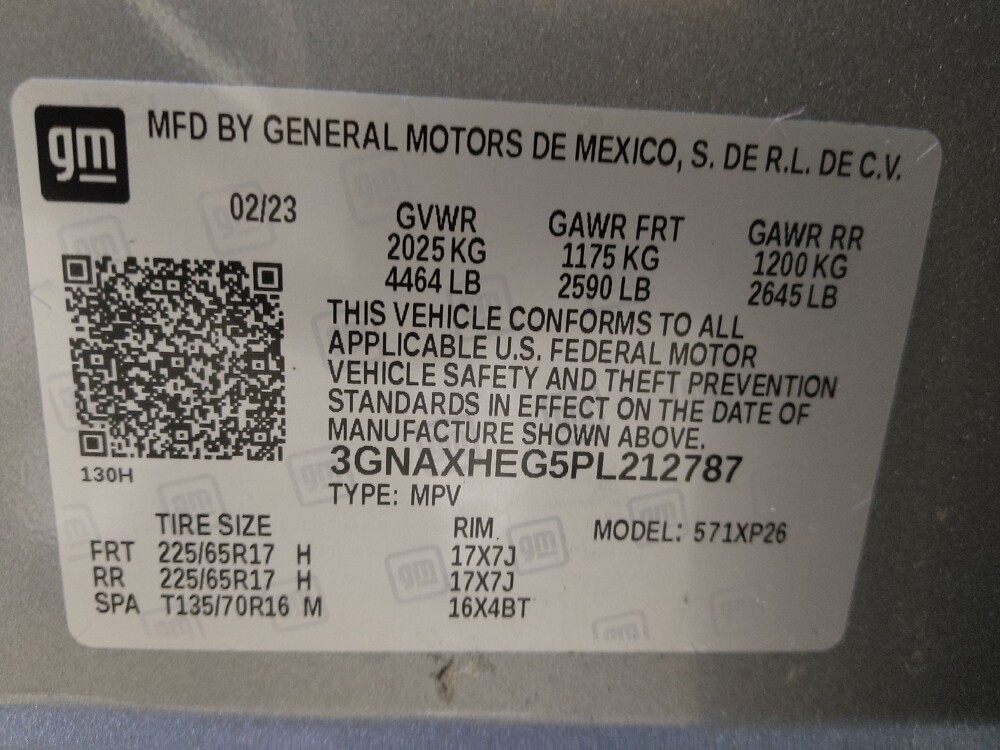 gm
MFD BY GENERAL MOTORS DE MEXICO, S. DE R.L. DE C.V.
02/23
GVWR GAWR FRT GAWR RR
2025 KG 1175 KG 1200 KG
4464 LB 2590 LB 2645 LB
THIS VEHICLE CONFORMS TO ALL
APPLICABLE U.S. FEDERAL MOTOR
VEHICLE SAFETY AND THEFT PREVENTION
STANDARDS IN EFFECT ON THE DATE OF
MANUFACTURE SHOWN ABOVE.
130H
3GNAXHEG5PL212787
TYPE: MPV
TIRE SIZE RIM MODEL: 571XP26
FRT 225/65R17 H 17X7J
RR 225/65R17 H 17X7J
SPA T135/70R16 M 16X4BT